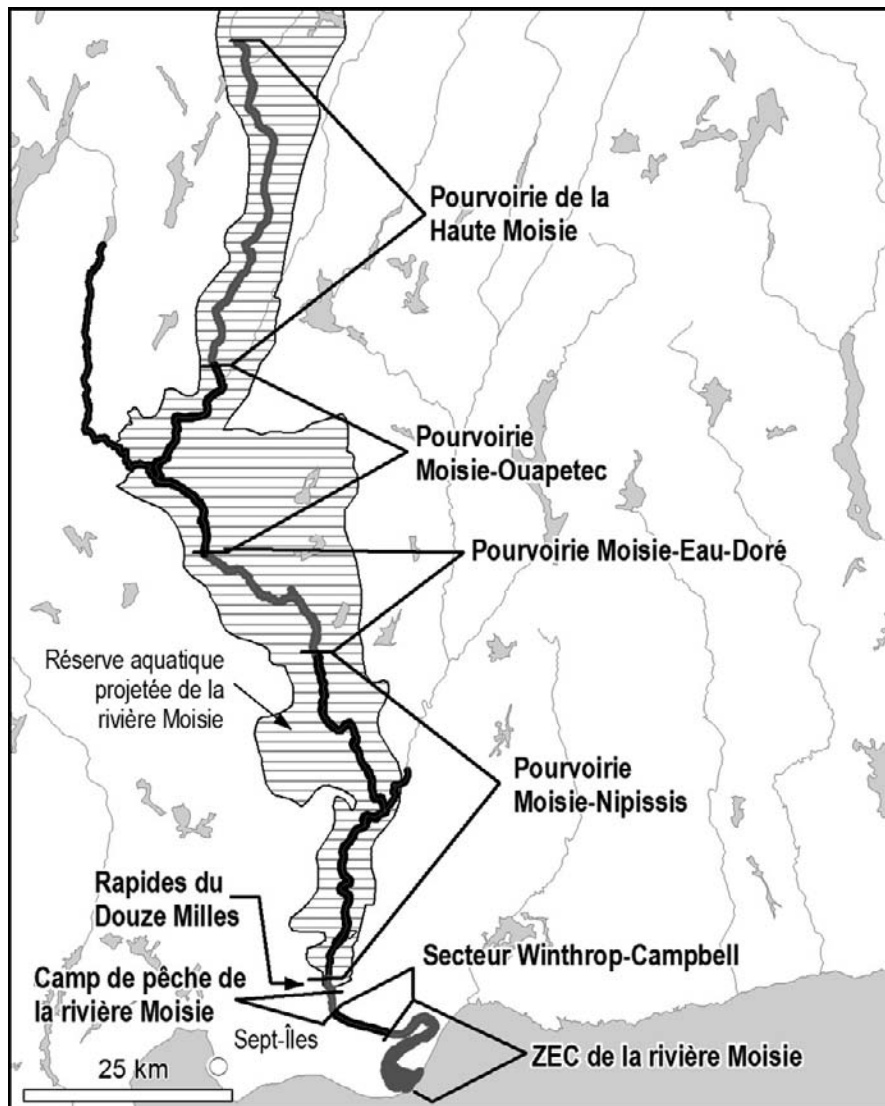 Pourvoirie de la
Haute Moisie
Pourvoirie
Moisie-Ouapetec
Pourvoirie Moisie-Eau-Doré
Réserve aquatique
projetée de la
rivière Moisie
Pourvoirie
Moisie-Nipissis
Rapides du
Douze Milles
Secteur Winthrop-Campbell
Camp de pêche de
la rivière Moisie
Sept-Îles
ZEC de la rivière Moisie
25 km